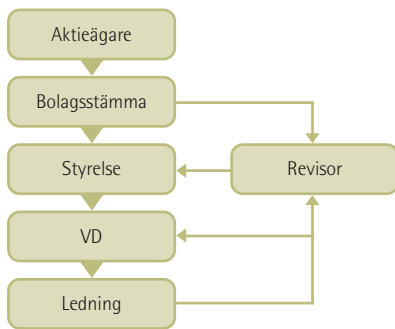 Aktieägare
Bolagsstämma
Styrelse
Revisor
VD
Ledning